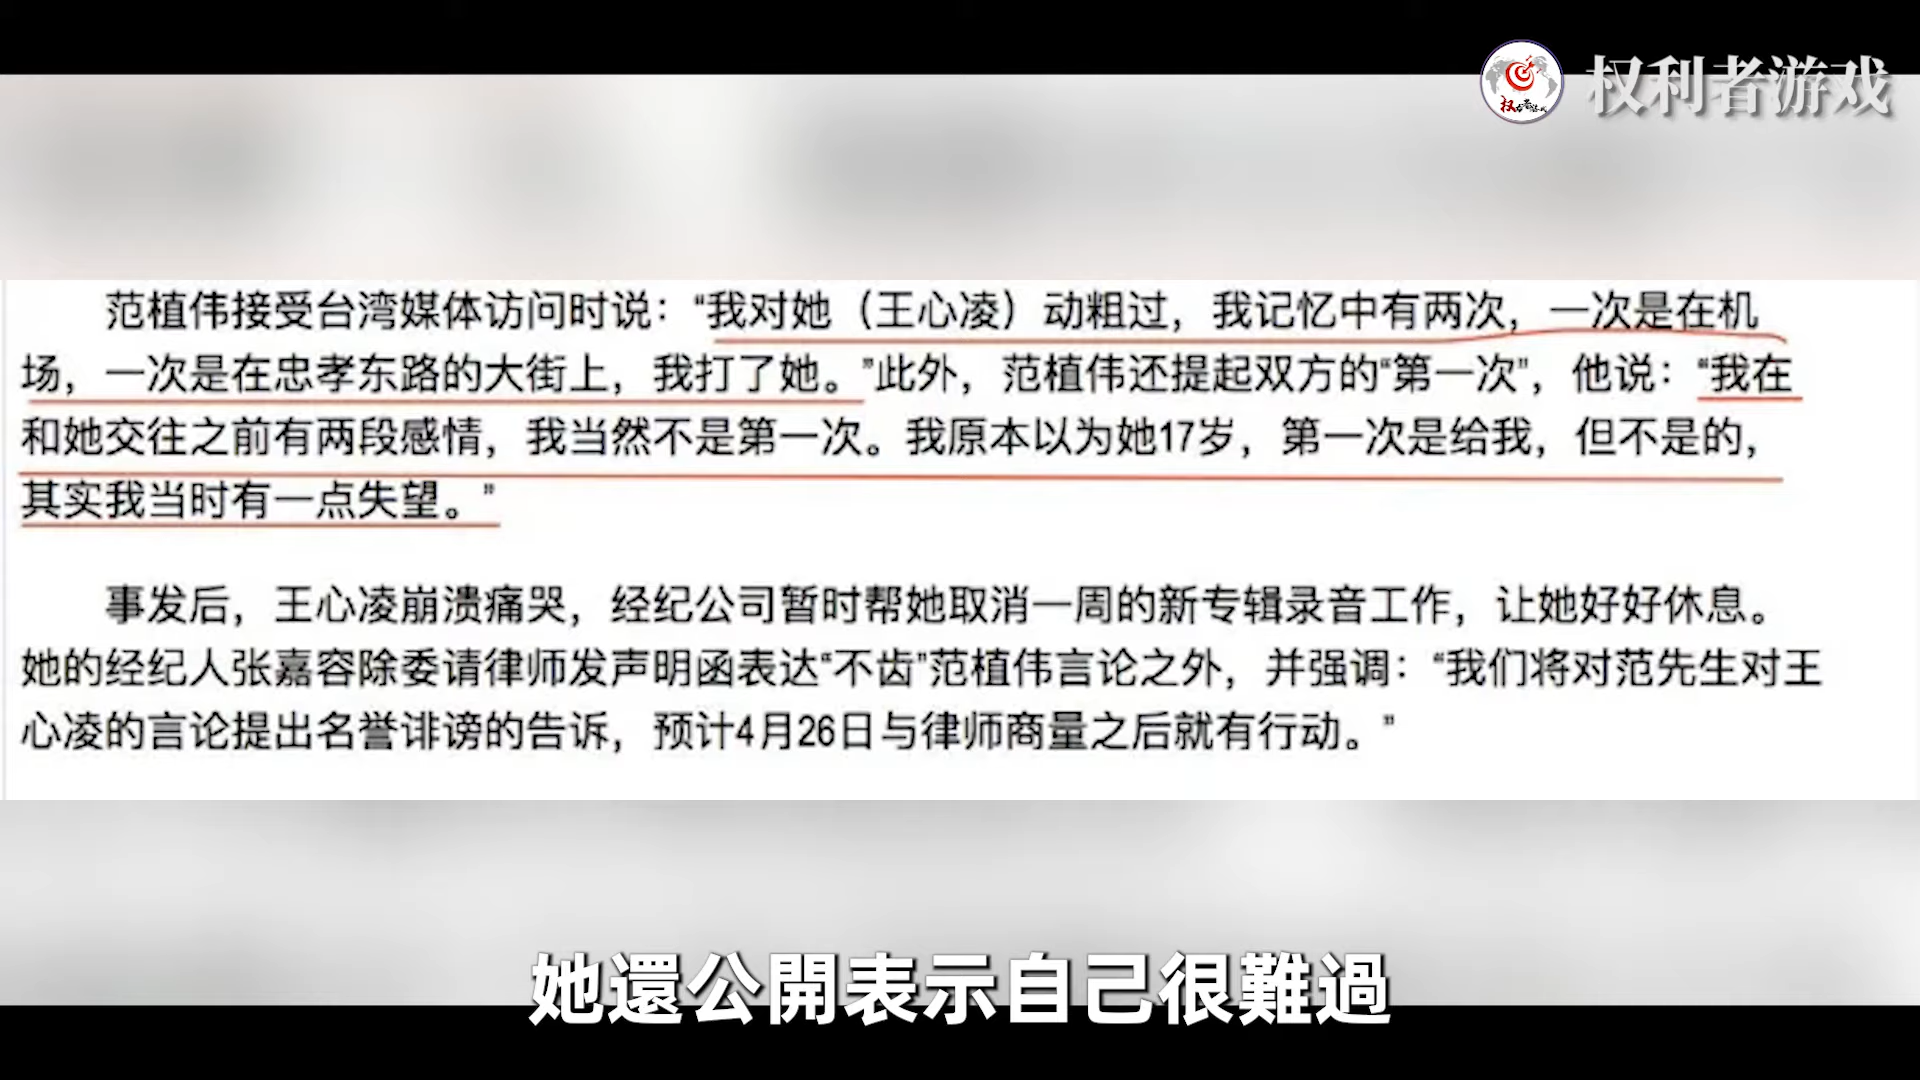 权利者游戏
范植伟接受台湾媒体访问时说：“我对她（王心凌）动粗过，我记忆中有两次，一次是在机
场，一次是在忠孝东路的大街上，我打了她。”此外，范植伟还提起双方的“第一次”，他说：“我在
和她交往之前有两段感情，我当然不是第一次。我原本以为她17岁，第一次是给我，但不是的，
其实我当时有一点失望。”
事发后，王心凌崩溃痛哭，经纪公司暂时帮她取消一周的新专辑录音工作，让她好好休息。
她的经纪人张嘉容除委请律师发声明函表达“不齿”范植伟言论之外，并强调：“我们将对范先生对王
心凌的言论提出名誉诽谤的告诉，预计4月26日与律师商量之后就有行动。”
她還公開表示自己很難過